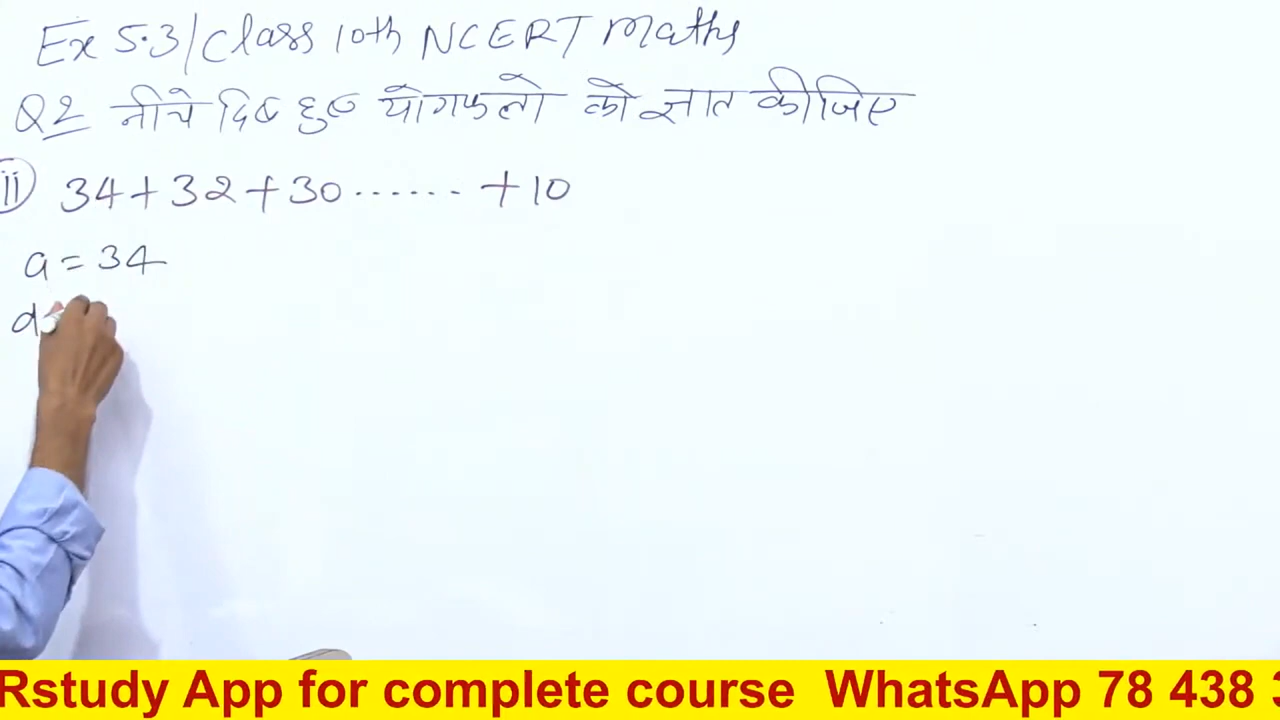 Ex 5.3/Class 10th NCERT Maths
Q2 नीचे दिए हुए योगफलो को ज्ञात कीजिए
ii 34+32+30 ...... +10
a = 34
d
Rstudy App for complete course WhatsApp 78 438 3